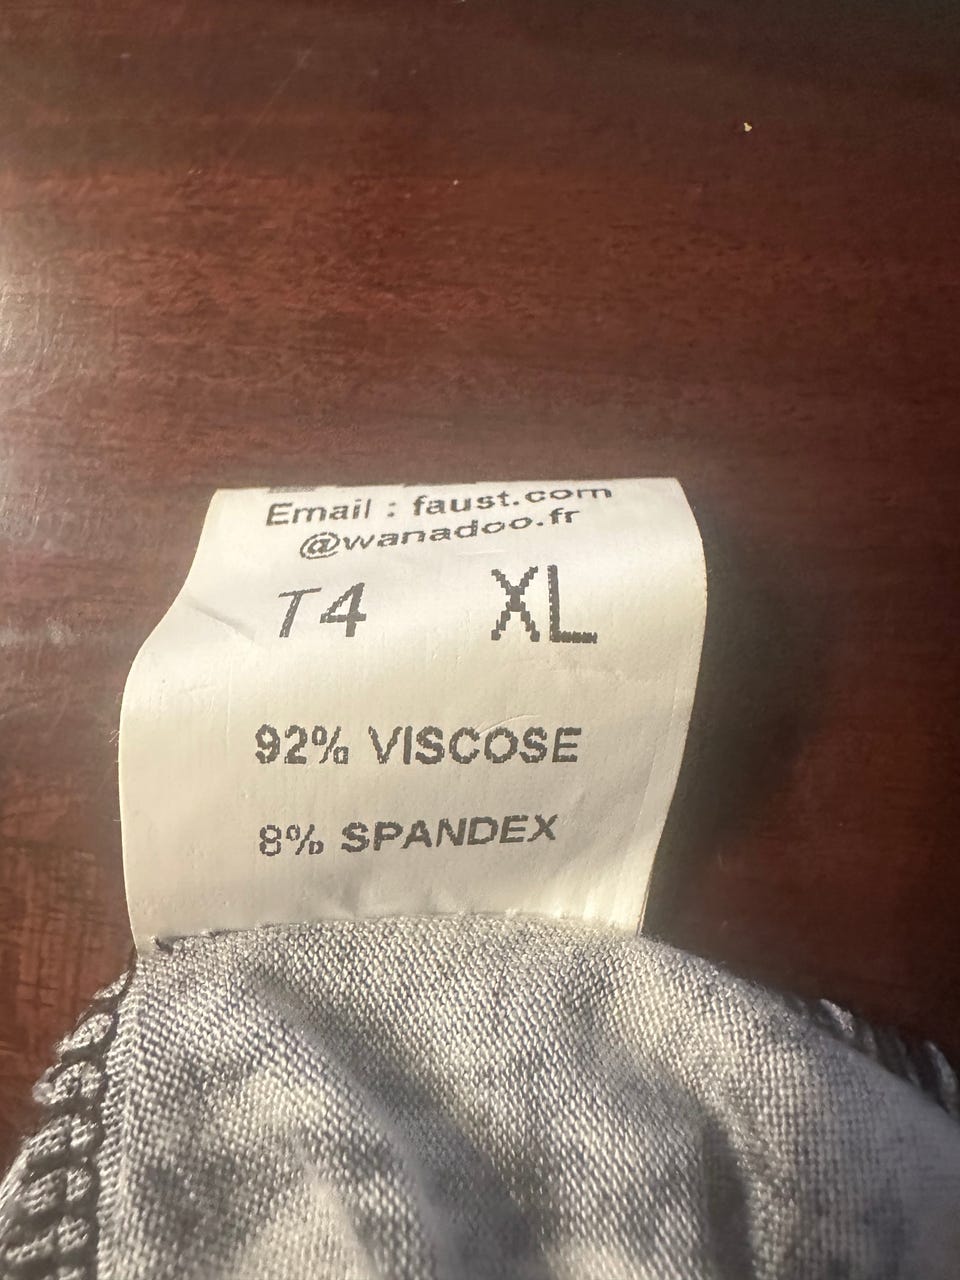 Email : faust.com
@wanadoo.fr
T4 XL
92% VISCOSE
8% SPANDEX